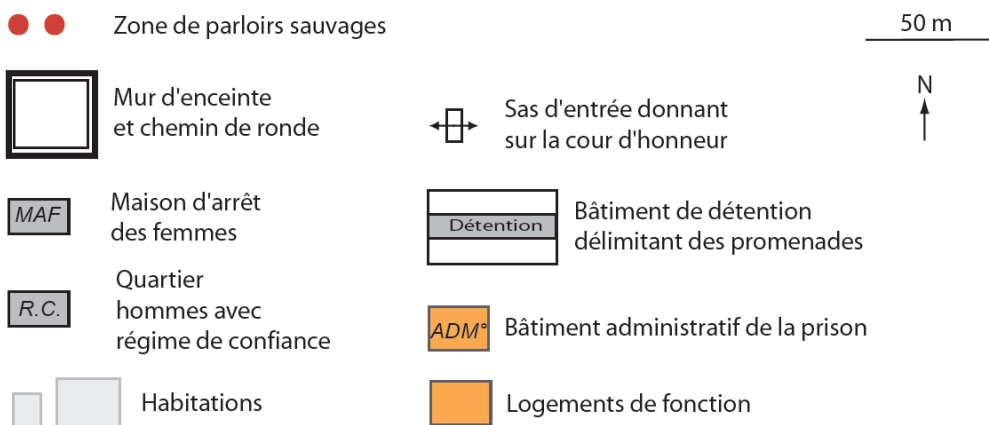 Zone de parloirs sauvages
50 m
Mur d'enceinte
et chemin de ronde
N
Sas d'entrée donnant
sur la cour d'honneur
MAF
Maison d'arrêt
des femmes
Détention
Bâtiment de détention
délimitant des promenades
R.C.
Quartier
hommes avec
régime de confiance
ADM°
Bâtiment administratif de la prison
Habitations
Logements de fonction